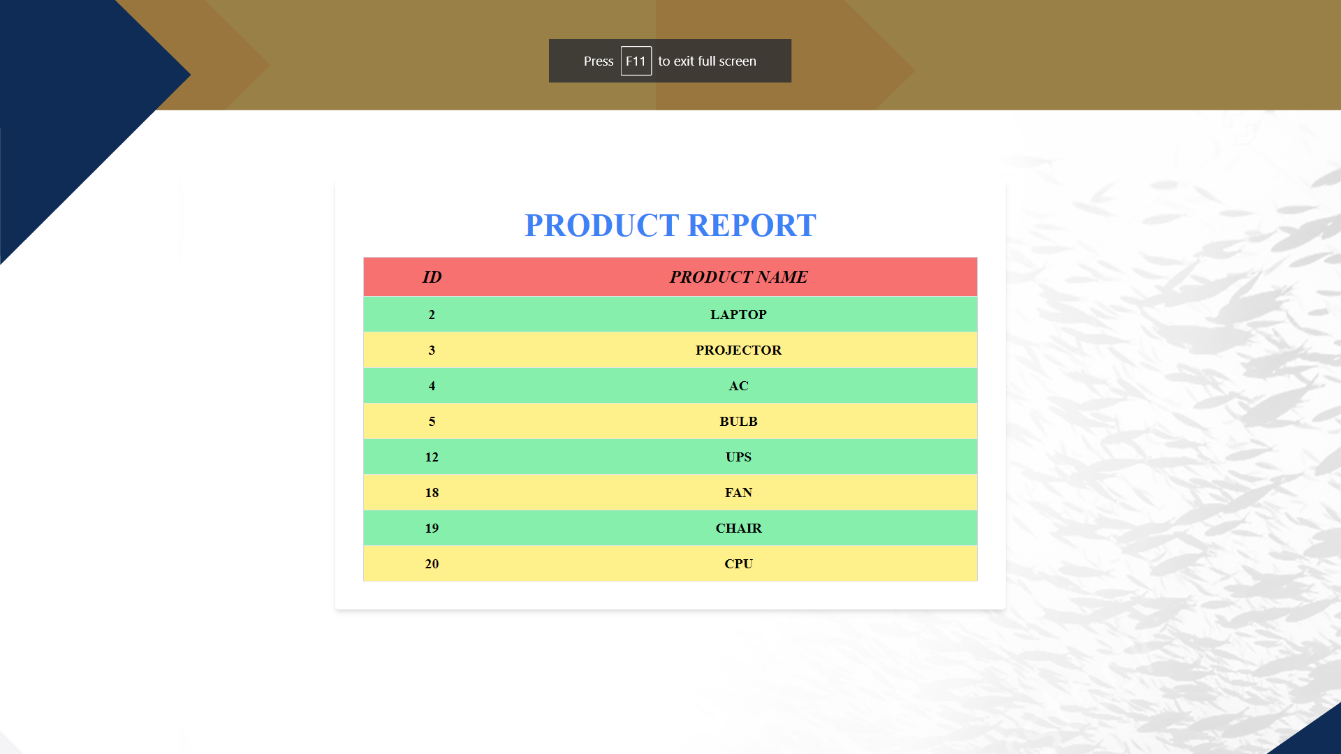 Press F11 to exit full screen
PRODUCT REPORT
ID PRODUCT NAME
2 LAPTOP
3 PROJECTOR
4 AC
5 BULB
12 UPS
18 FAN
19 CHAIR
20 CPU